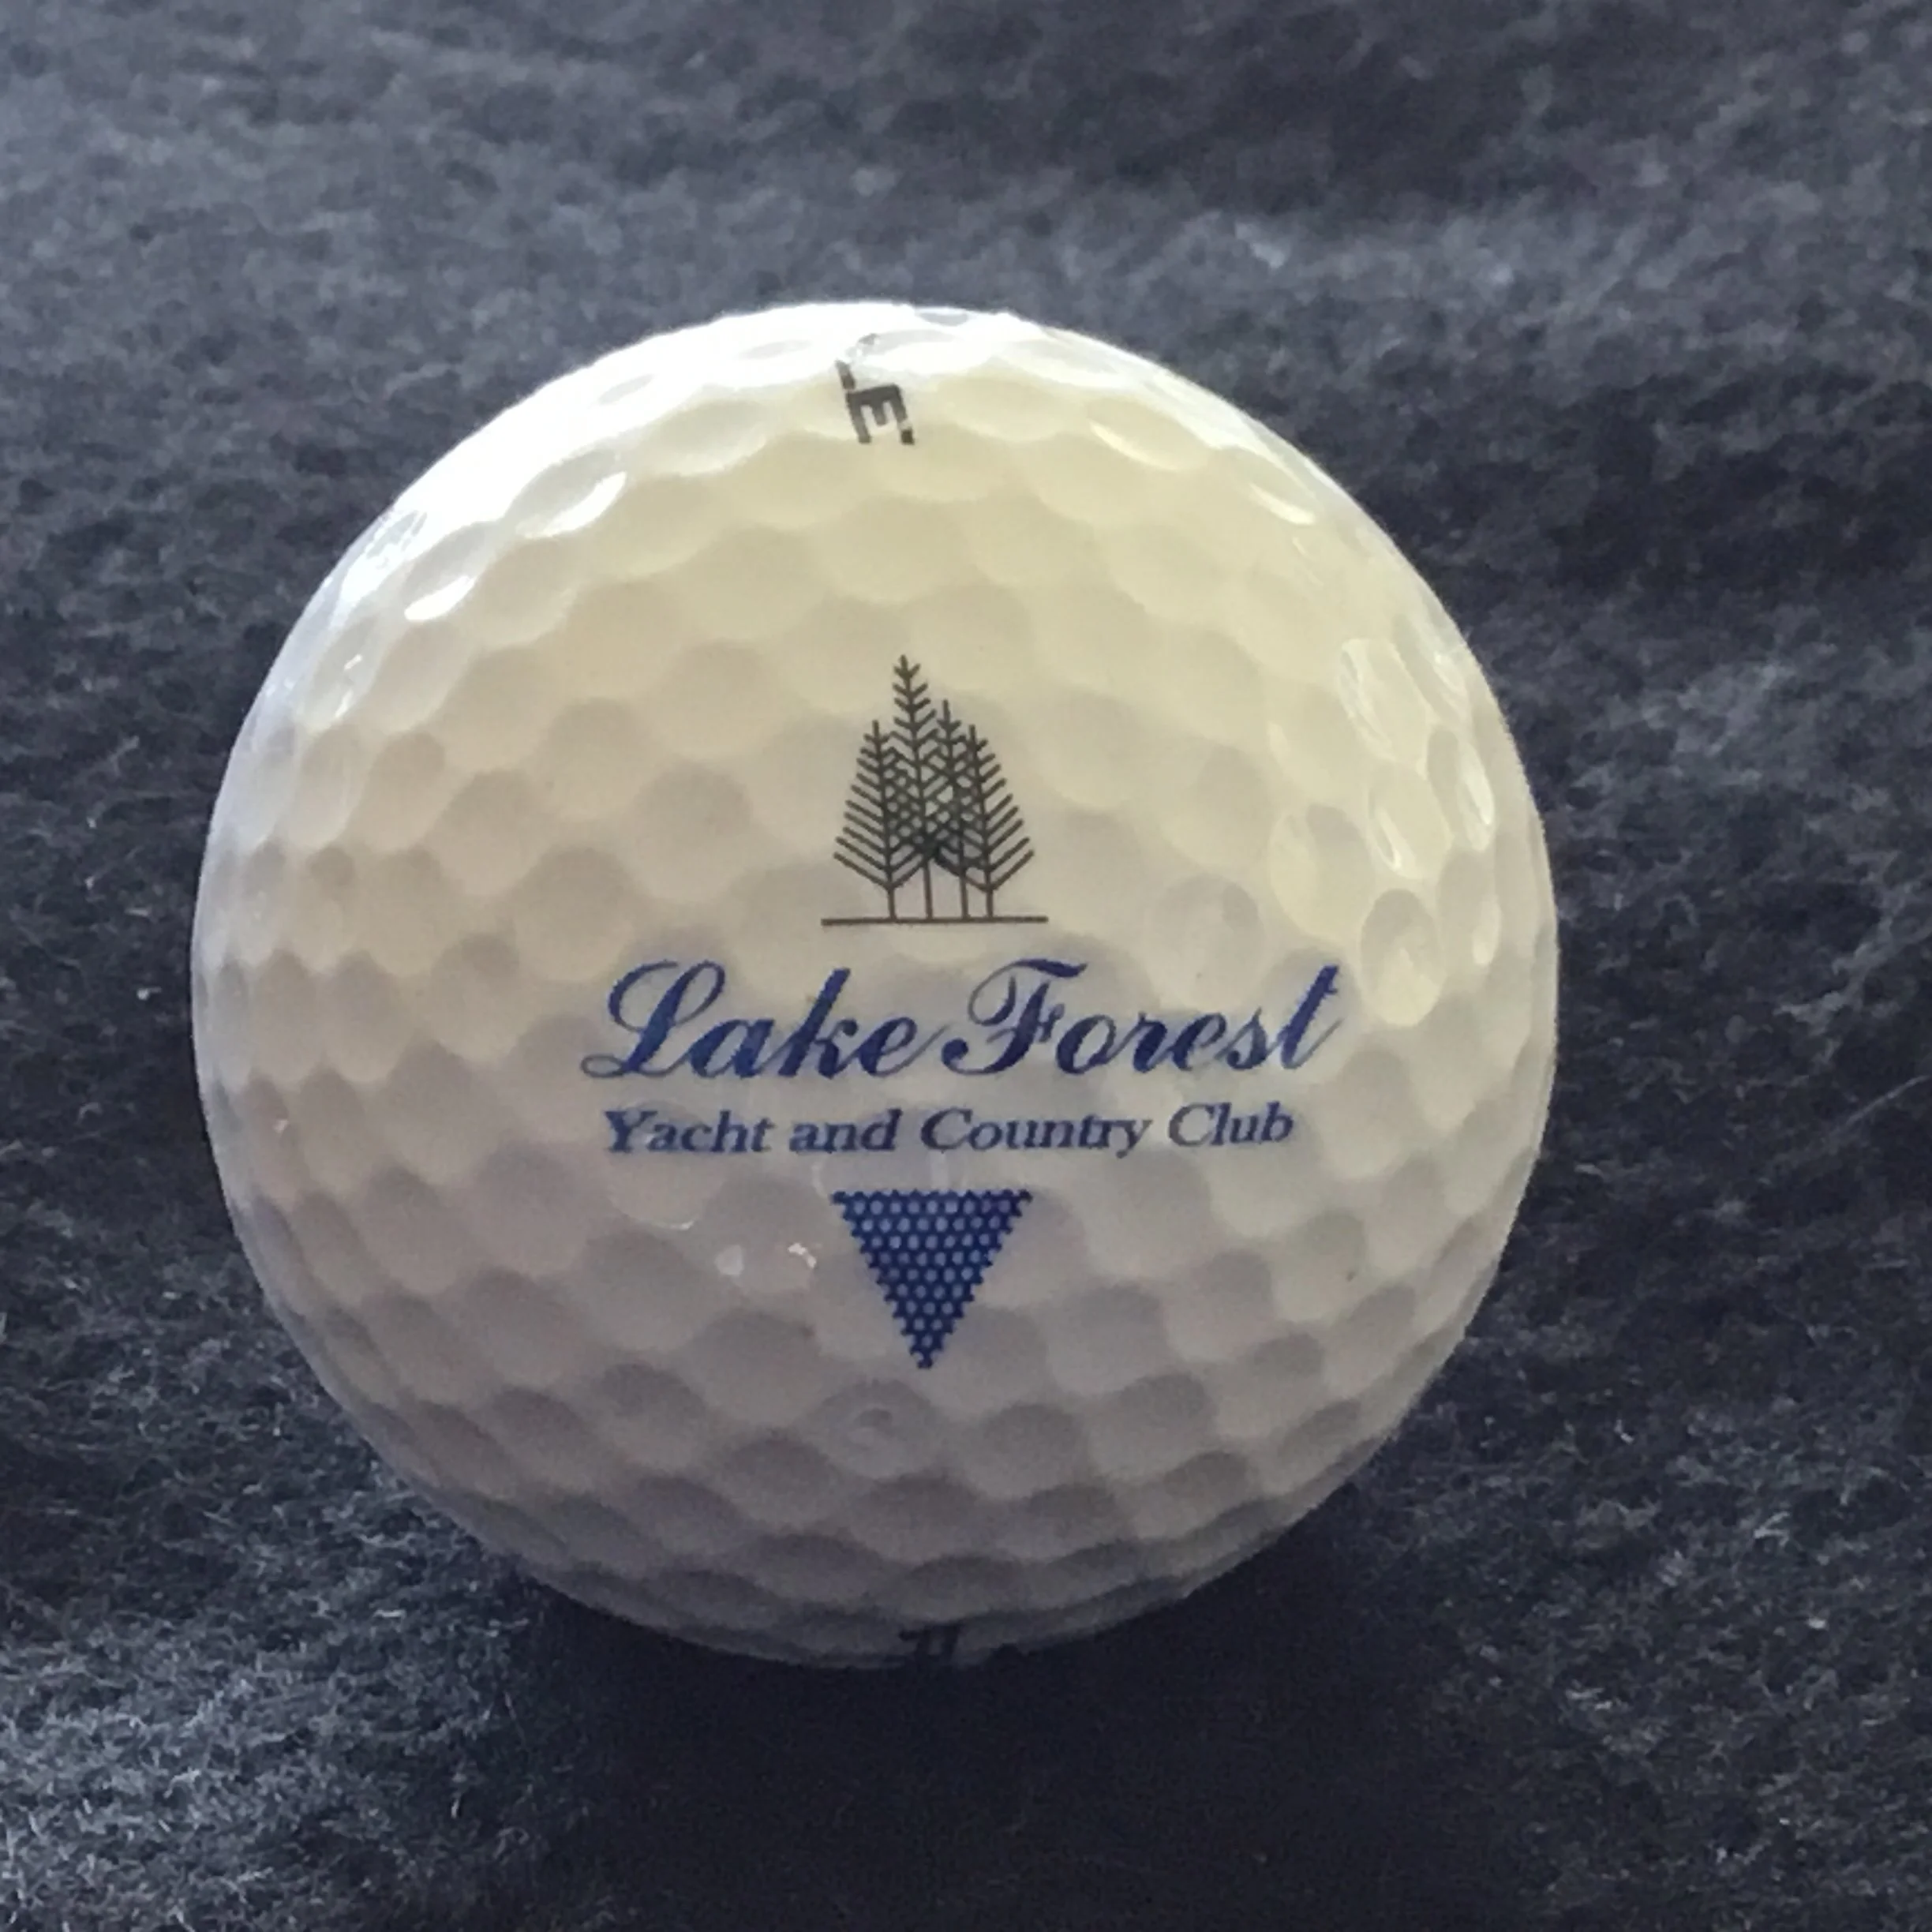 Lake Forest
Yacht and Country Club